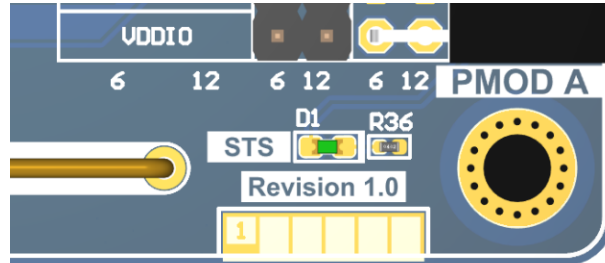 VDDIO
6 12 6 12 6 12 PMOD A
D1 R36
STS
Revision 1.0
1